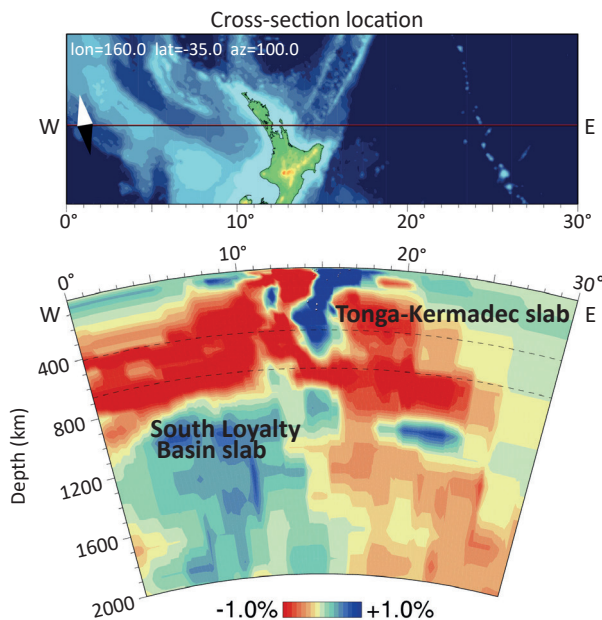 Cross-section location
lon=160.0 lat=-35.0 az=100.0
W
E
0°
10°
20°
30°
0°
10°
20°
30°
W
E
Tonga-Kermadec slab
400
South Loyalty
Basin slab
800
1200
1600
2000
Depth (km)
-1.0%
+1.0%